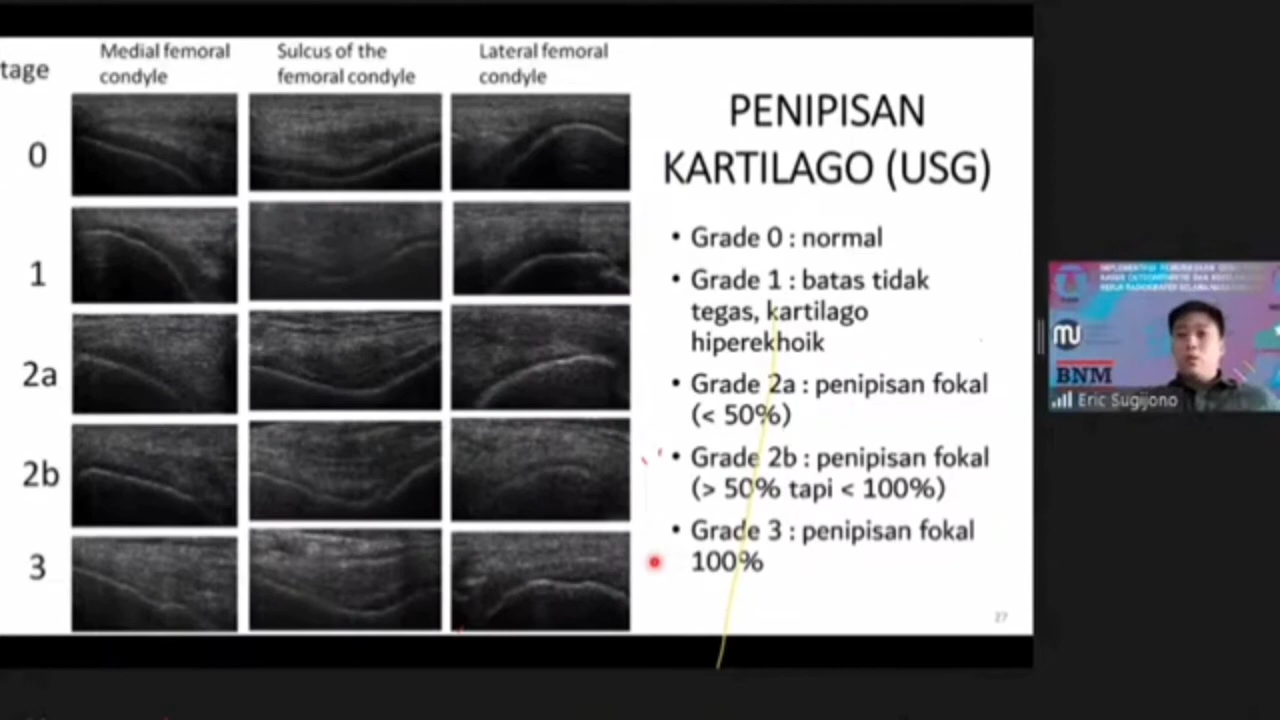 tage
Medial femoral
condyle
Sulcus of the
femoral condyle
Lateral femoral
condyle
0
1
2a
2b
3
PENIPISAN
KARTILAGO (USG)
• Grade 0 : normal
• Grade 1 : batas tidak
tegas, kartilago
hiperekhoik
• Grade 2a : penipisan fokal
(< 50%)
• Grade 2b : penipisan fokal
(> 50% tapi < 100%)
• Grade 3 : penipisan fokal
100%
27
BNM
Eric Sugijono